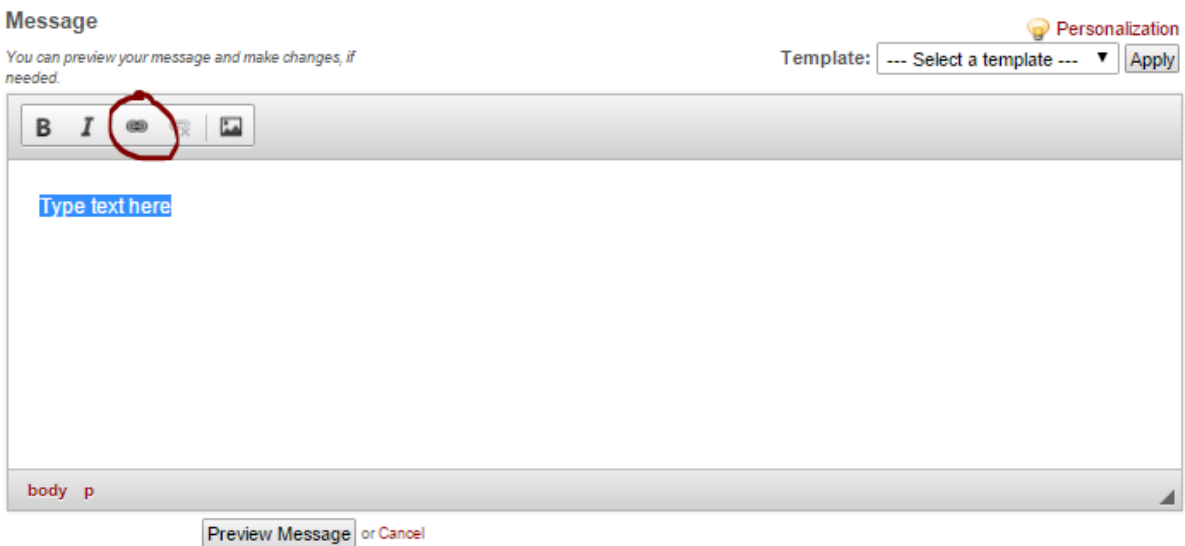 Message
Personalization
You can preview your message and make changes, if
needed.
Template: --- Select a template --- Apply
B I
Type text here
body p
Preview Message or Cancel